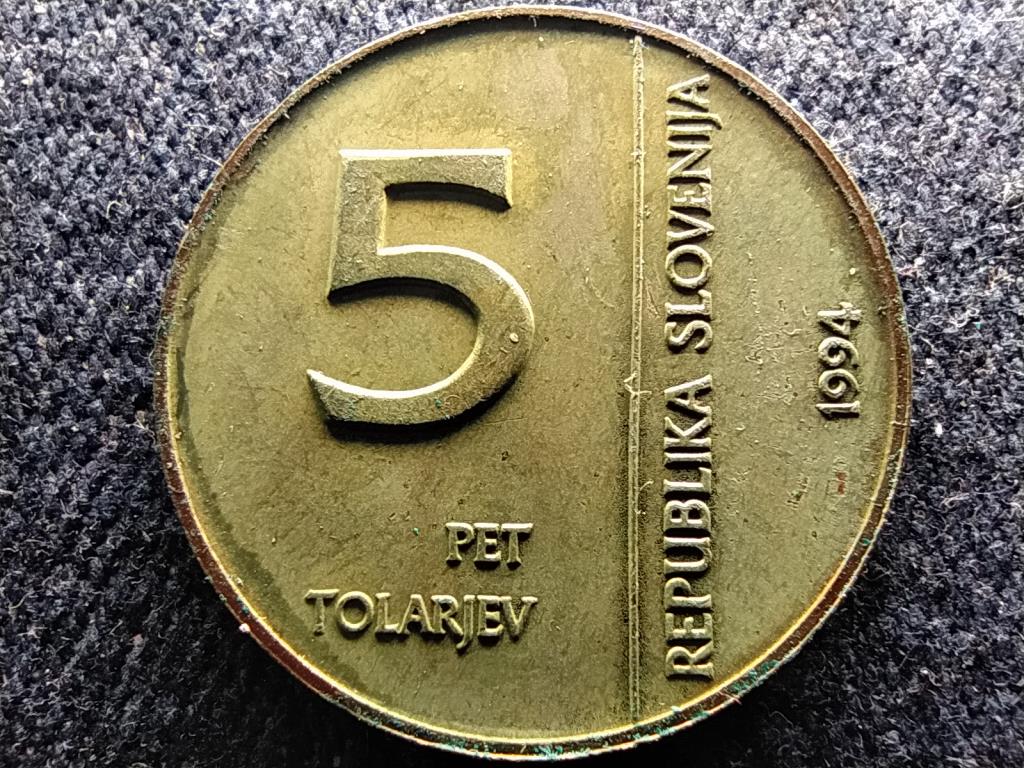 5
PET
TOLARJEV
REPUBLIKA SLOVENIJA
1994